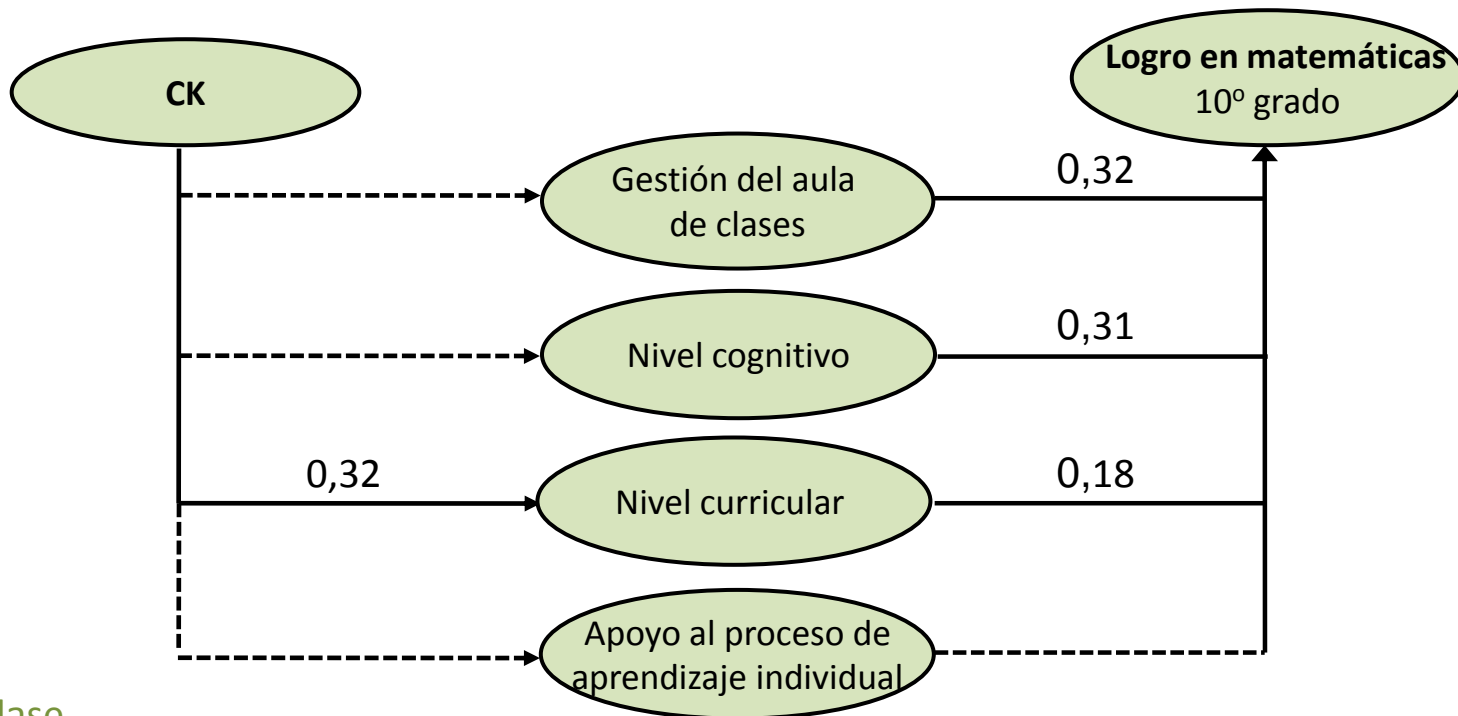 CK
Logro en matemáticas
10º grado
Gestión del aula
de clases
0,32
Nivel cognitivo
0,31
0,32
Nivel curricular
0,18
Apoyo al proceso de
aprendizaje individual